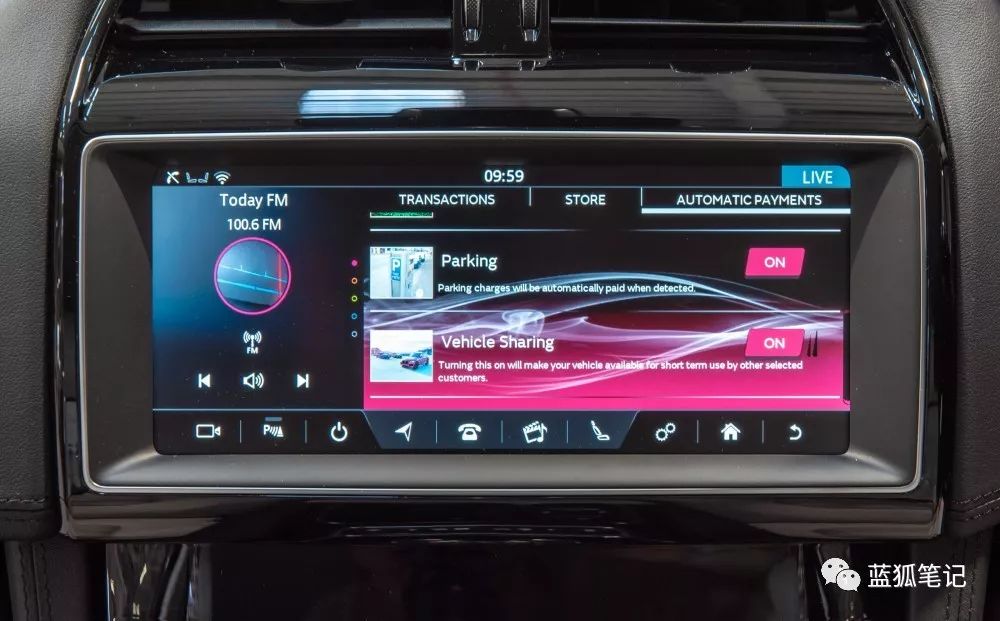 09:59
LIVE
Today FM
100.6 FM
FM
TRANSACTIONS
STORE
AUTOMATIC PAYMENTS
P
Parking
ON
Parking charges will be automatically paid when detected.
Vehicle Sharing
ON
Turning this on will make your vehicle available for short term use by other selected
customers.
P
蓝狐笔记